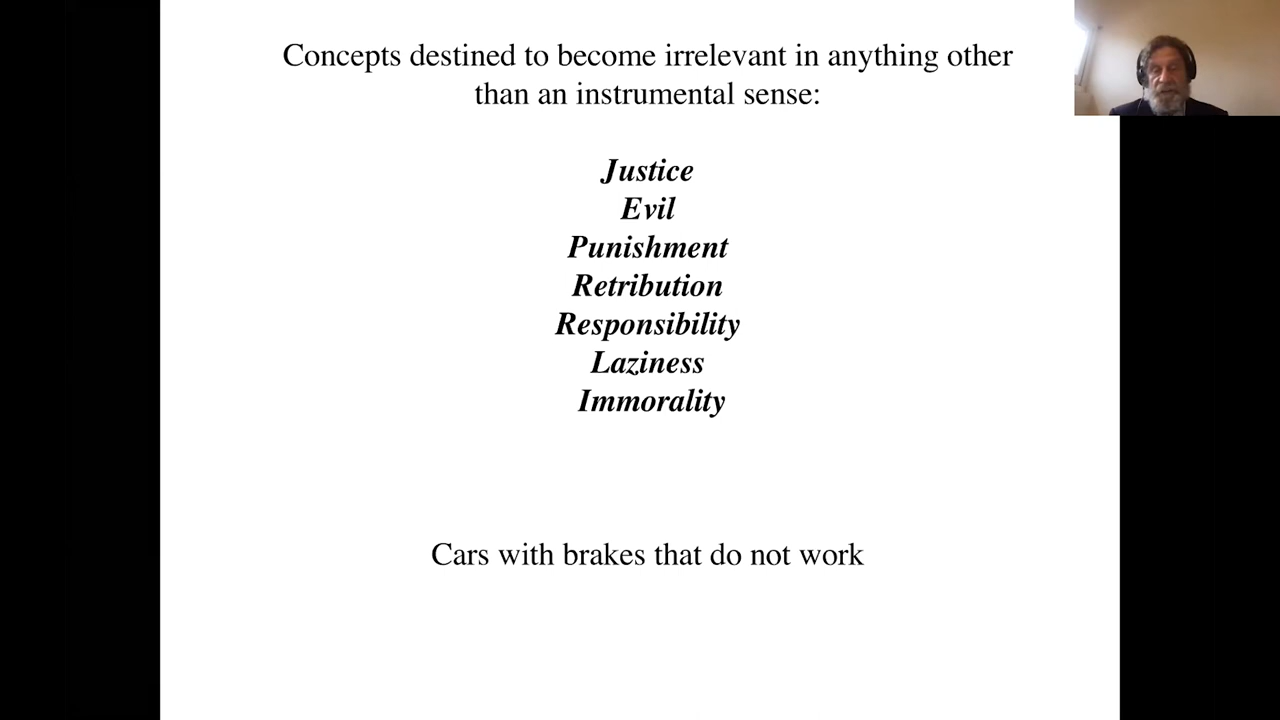 Concepts destined to become irrelevant in anything other
than an instrumental sense:
Justice
Evil
Punishment
Retribution
Responsibility
Laziness
Immorality
Cars with brakes that do not work